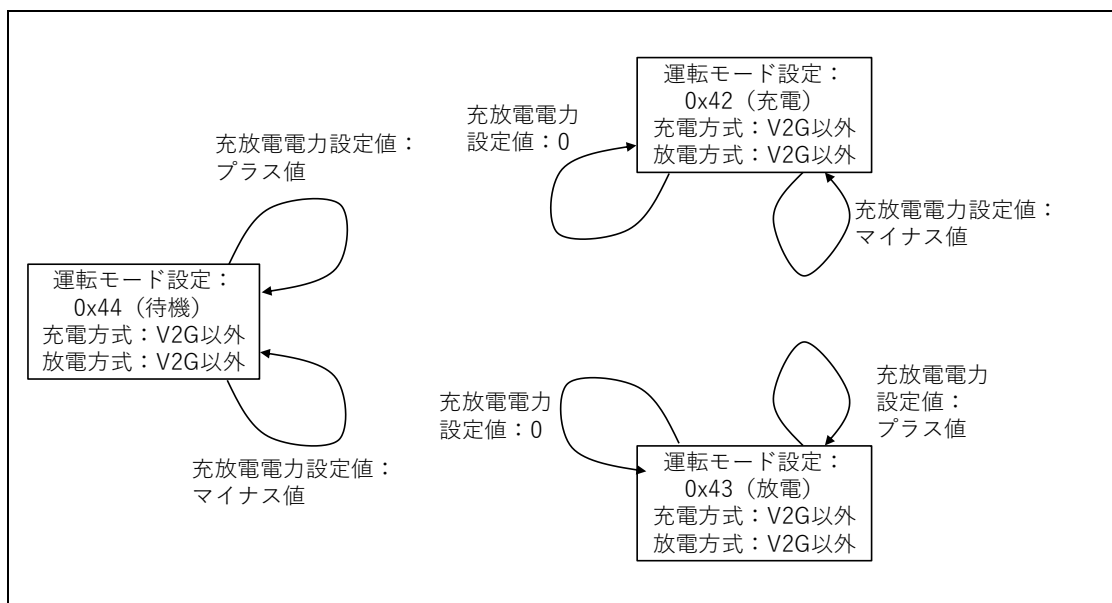 充放電電力設定値：
プラス値
運転モード設定：
0x44（待機）
充電方式：V2G以外
放電方式：V2G以外
充放電電力設定値：
マイナス値
運転モード設定：
0x42（充電）
充電方式：V2G以外
放電方式：V2G以外
充放電電力
設定値：0
充放電電力設定値：
マイナス値
充放電電力
設定値：0
充放電電力
設定値：
プラス値
運転モード設定：
0x43（放電）
充電方式：V2G以外
放電方式：V2G以外